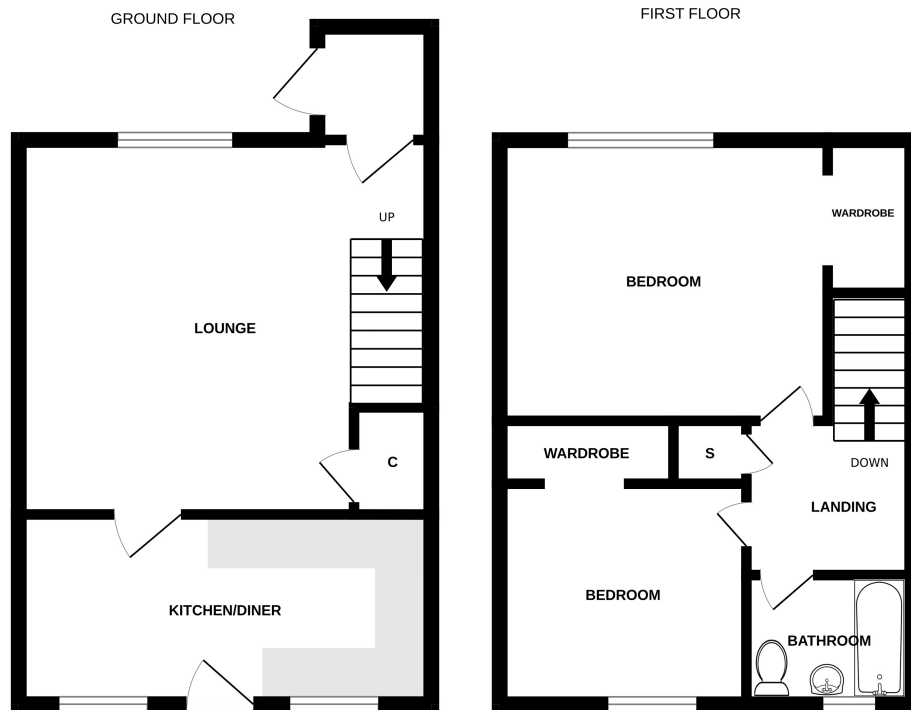 GROUND FLOOR
UP
LOUNGE
C
KITCHEN/DINER
FIRST FLOOR
WARDROBE
BEDROOM
WARDROBE
S
DOWN
LANDING
BEDROOM
BATHROOM